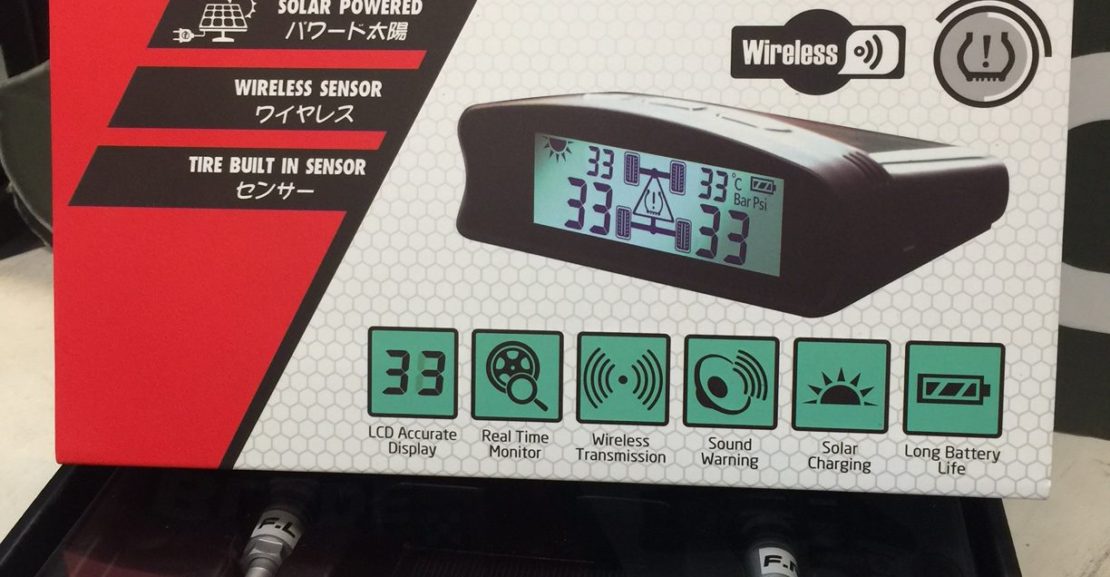 SOLAR POWERED
パワード太陽
WIRELESS SENSOR
ワイヤレス
TIRE BUILT IN SENSOR
センサー
Wireless
33
33 °C
Bar Psi
33
33
33
LCD Accurate
Display
Real Time
Monitor
Wireless
Transmission
Sound
Warning
Solar
Charging
Long Battery
Life
F.L